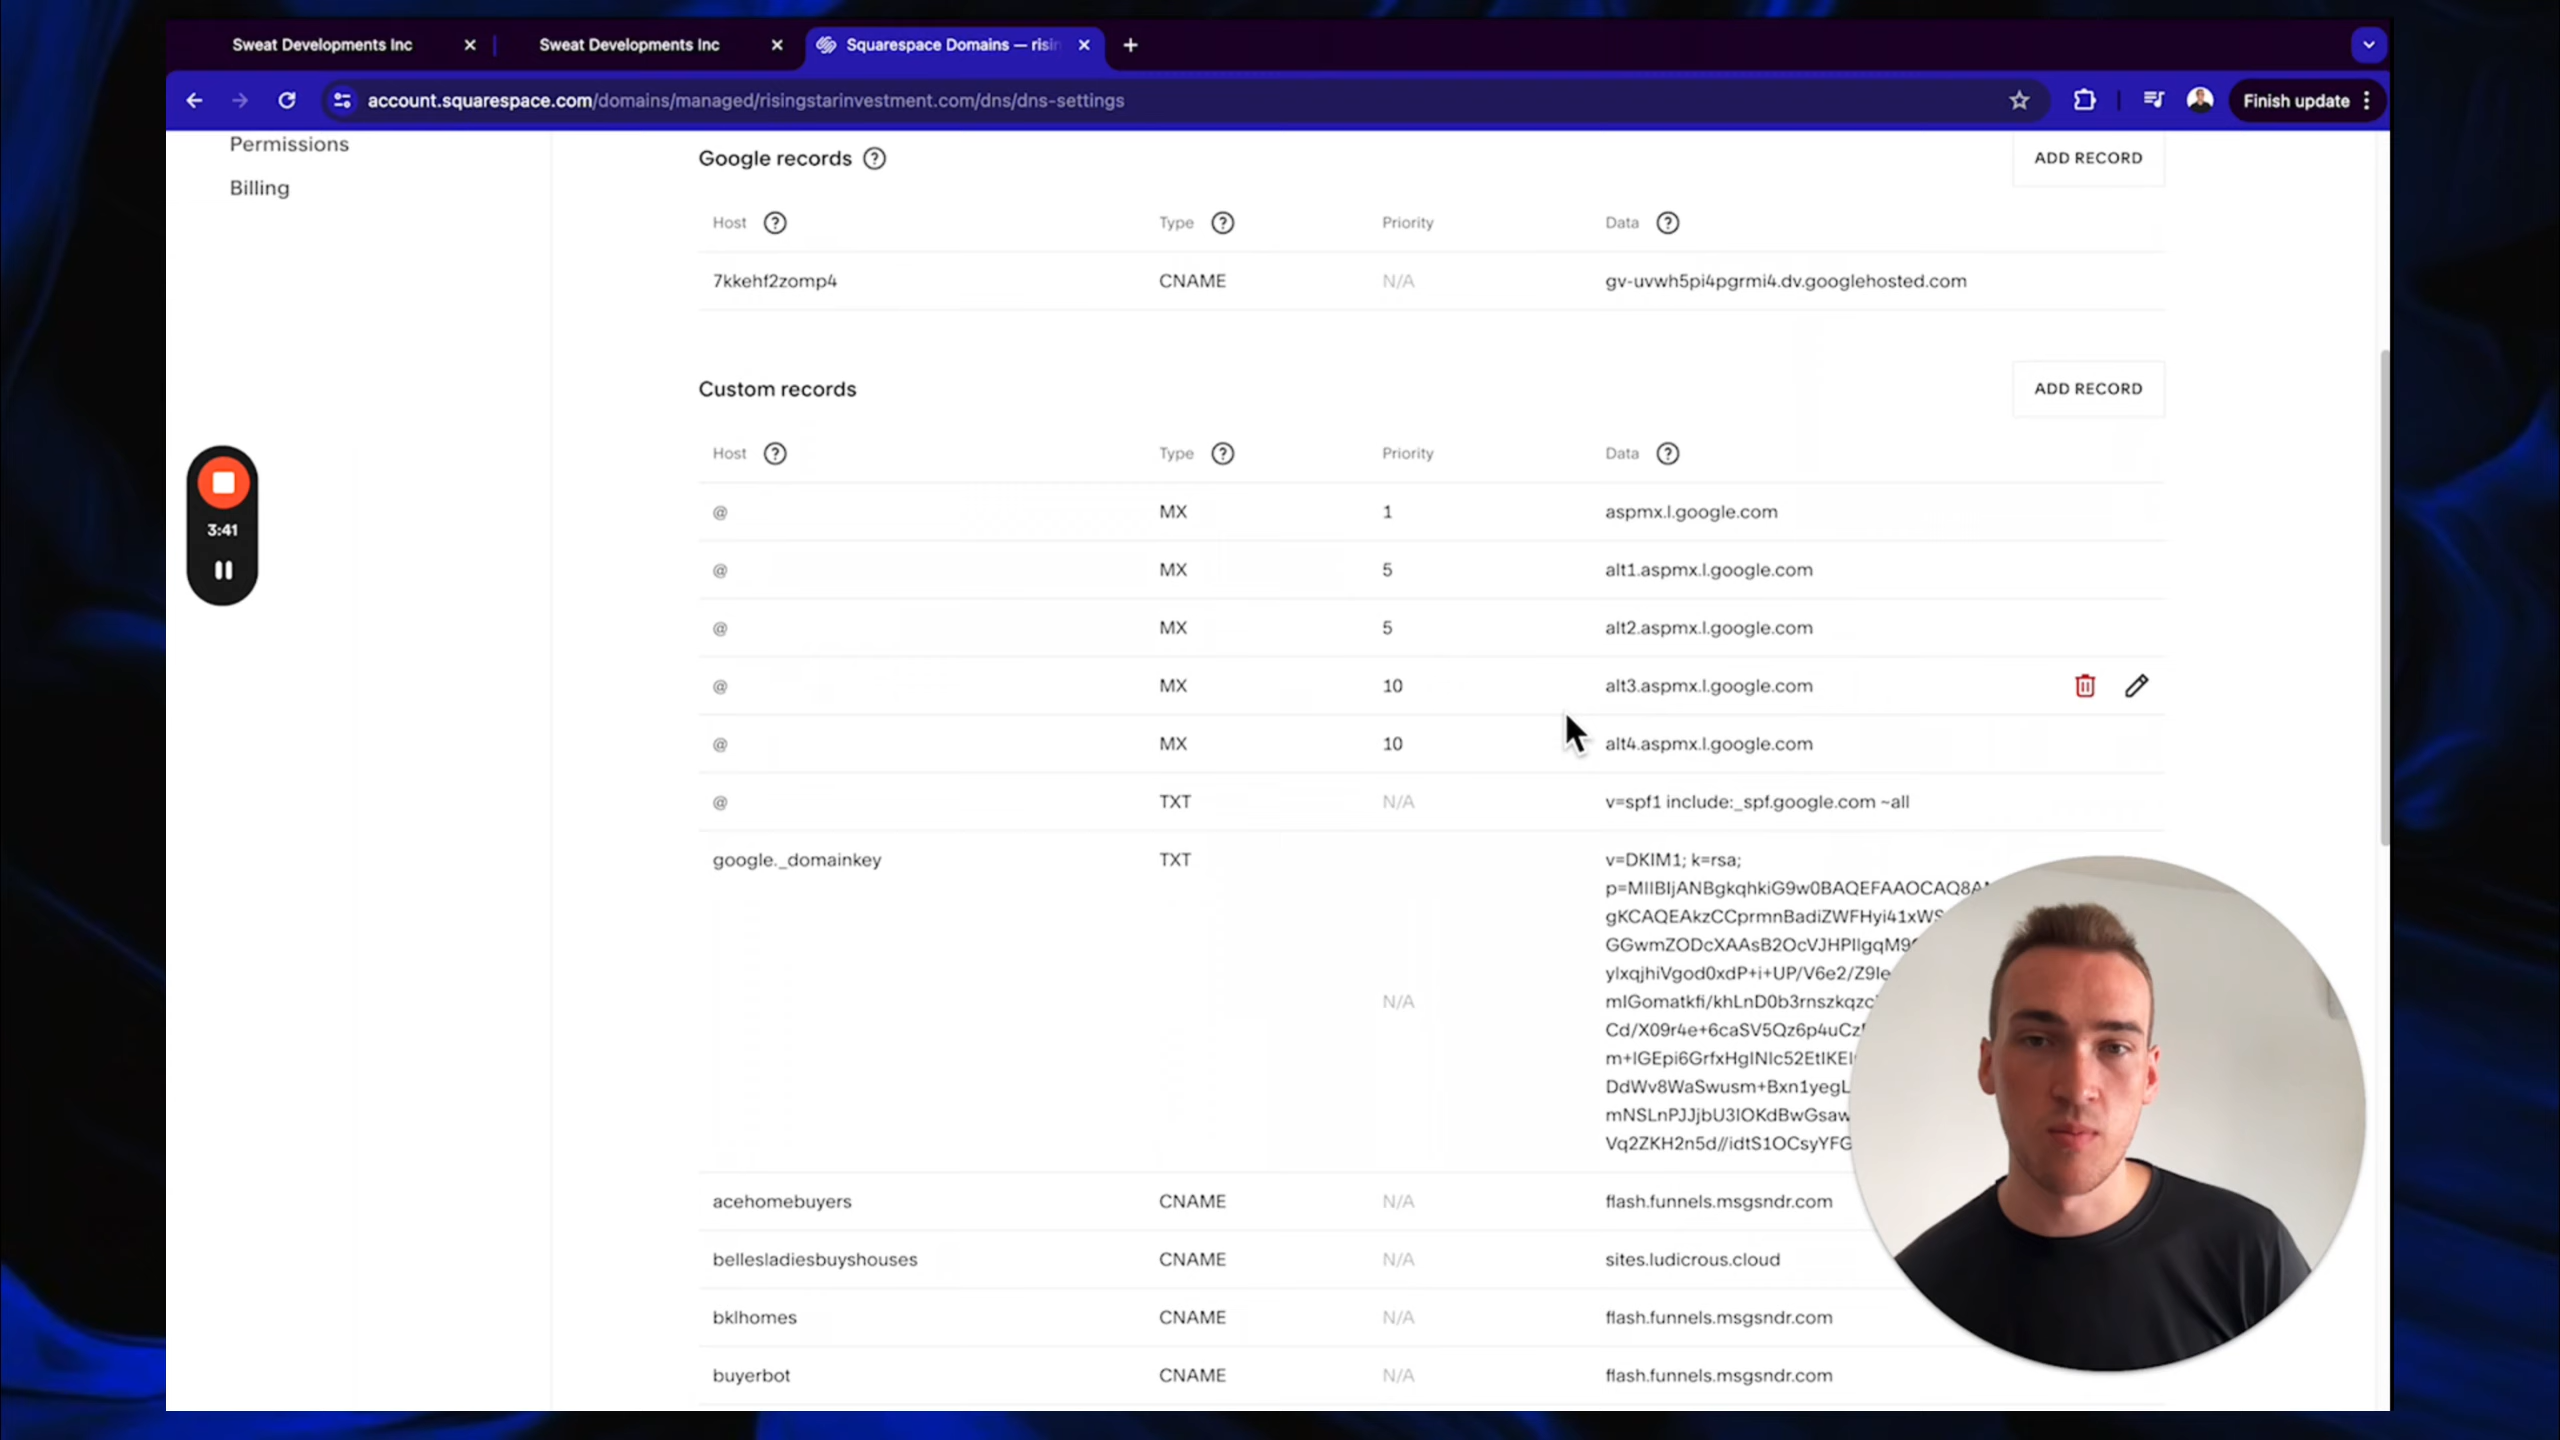 Sweat Developments Inc
Sweat Developments Inc
Squarespace Domains — risin
account.squarespace.com/domains/managed/risingstarinvestment.com/dns/dns-settings
Finish update
Permissions
Billing
Google records
ADD RECORD
Host Type Priority Data
7kkehf2zomp4 CNAME N/A gv-uvwh5pi4pgrmi4.dv.googlehosted.com
Custom records
ADD RECORD
Host Type Priority Data
@ MX 1 aspmx.l.google.com
@ MX 5 alt1.aspmx.l.google.com
@ MX 5 alt2.aspmx.l.google.com
@ MX 10 alt3.aspmx.l.google.com
@ MX 10 alt4.aspmx.l.google.com
@ TXT N/A v=spf1 include:_spf.google.com ~all
google._domainkey TXT N/A v=DKIM1; k=rsa;
p=MIIBIjANBgkqhkiG9w0BAQEFAAOCAQ8A
gKCAQEAkzCCprmnBadiZWFHyi41xWS
GGwmZODcXAAsB2OcVJHPIIgqM9
ylxqjhiVgod0xdP+i+UP/V6e2/Z9Ie
mIGomatkfi/khLnD0b3rnszkqzc
Cd/X09r4e+6caSV5Qz6p4uCz
m+IGEpi6GrfxHgINIc52EtIKEI
DdWv8WaSwusm+Bxn1yegL
mNSLnPJJjbU3IOKdBwGsaw
Vq2ZKH2n5d//idtS1OCsyYFG
acehomebuyers CNAME N/A flash.funnels.msgsndr.com
bellesladiesbuyshouses CNAME N/A sites.ludicrous.cloud
bklhomes CNAME N/A flash.funnels.msgsndr.com
buyerbot CNAME N/A flash.funnels.msgsndr.com
3:41